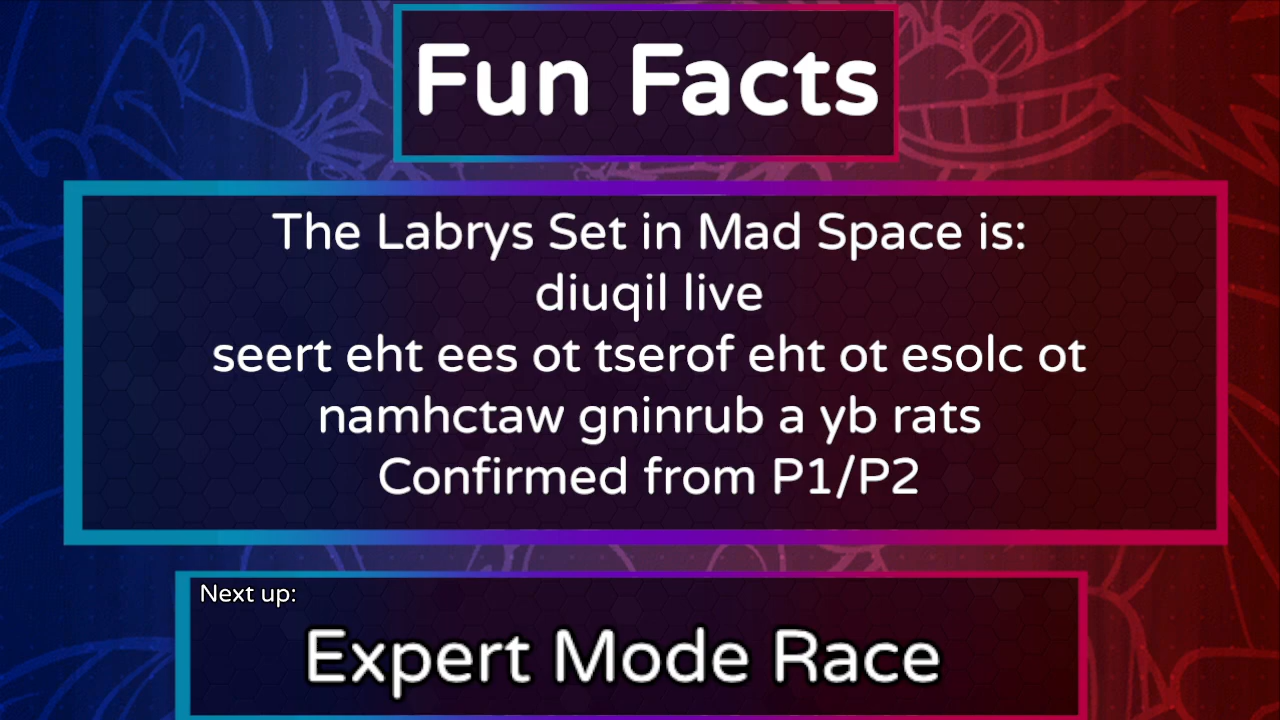 Fun Facts
The Labrys Set in Mad Space is:
diuqil live
seert eht ees ot tserof eht ot esolc ot
namhctaw gninrub a yb rats
Confirmed from P1/P2
Next up:
Expert Mode Race